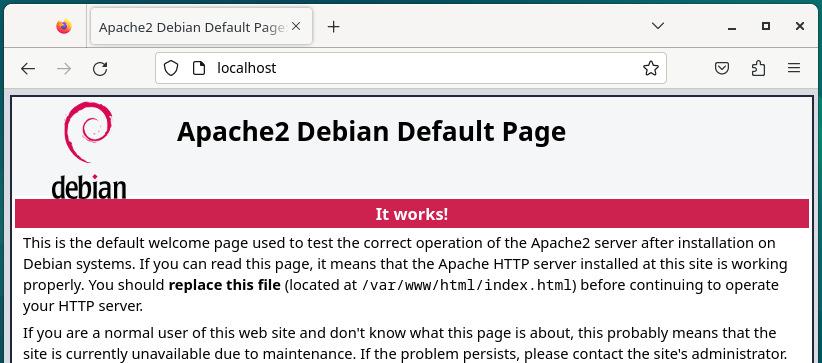 Apache2 Debian Default Page
localhost
Apache2 Debian Default Page
debian
It works!
This is the default welcome page used to test the correct operation of the Apache2 server after installation on
Debian systems. If you can read this page, it means that the Apache HTTP server installed at this site is working
properly. You should replace this file (located at /var/www/html/index.html) before continuing to operate
your HTTP server.
If you are a normal user of this web site and don't know what this page is about, this probably means that the
site is currently unavailable due to maintenance. If the problem persists, please contact the site's administrator.